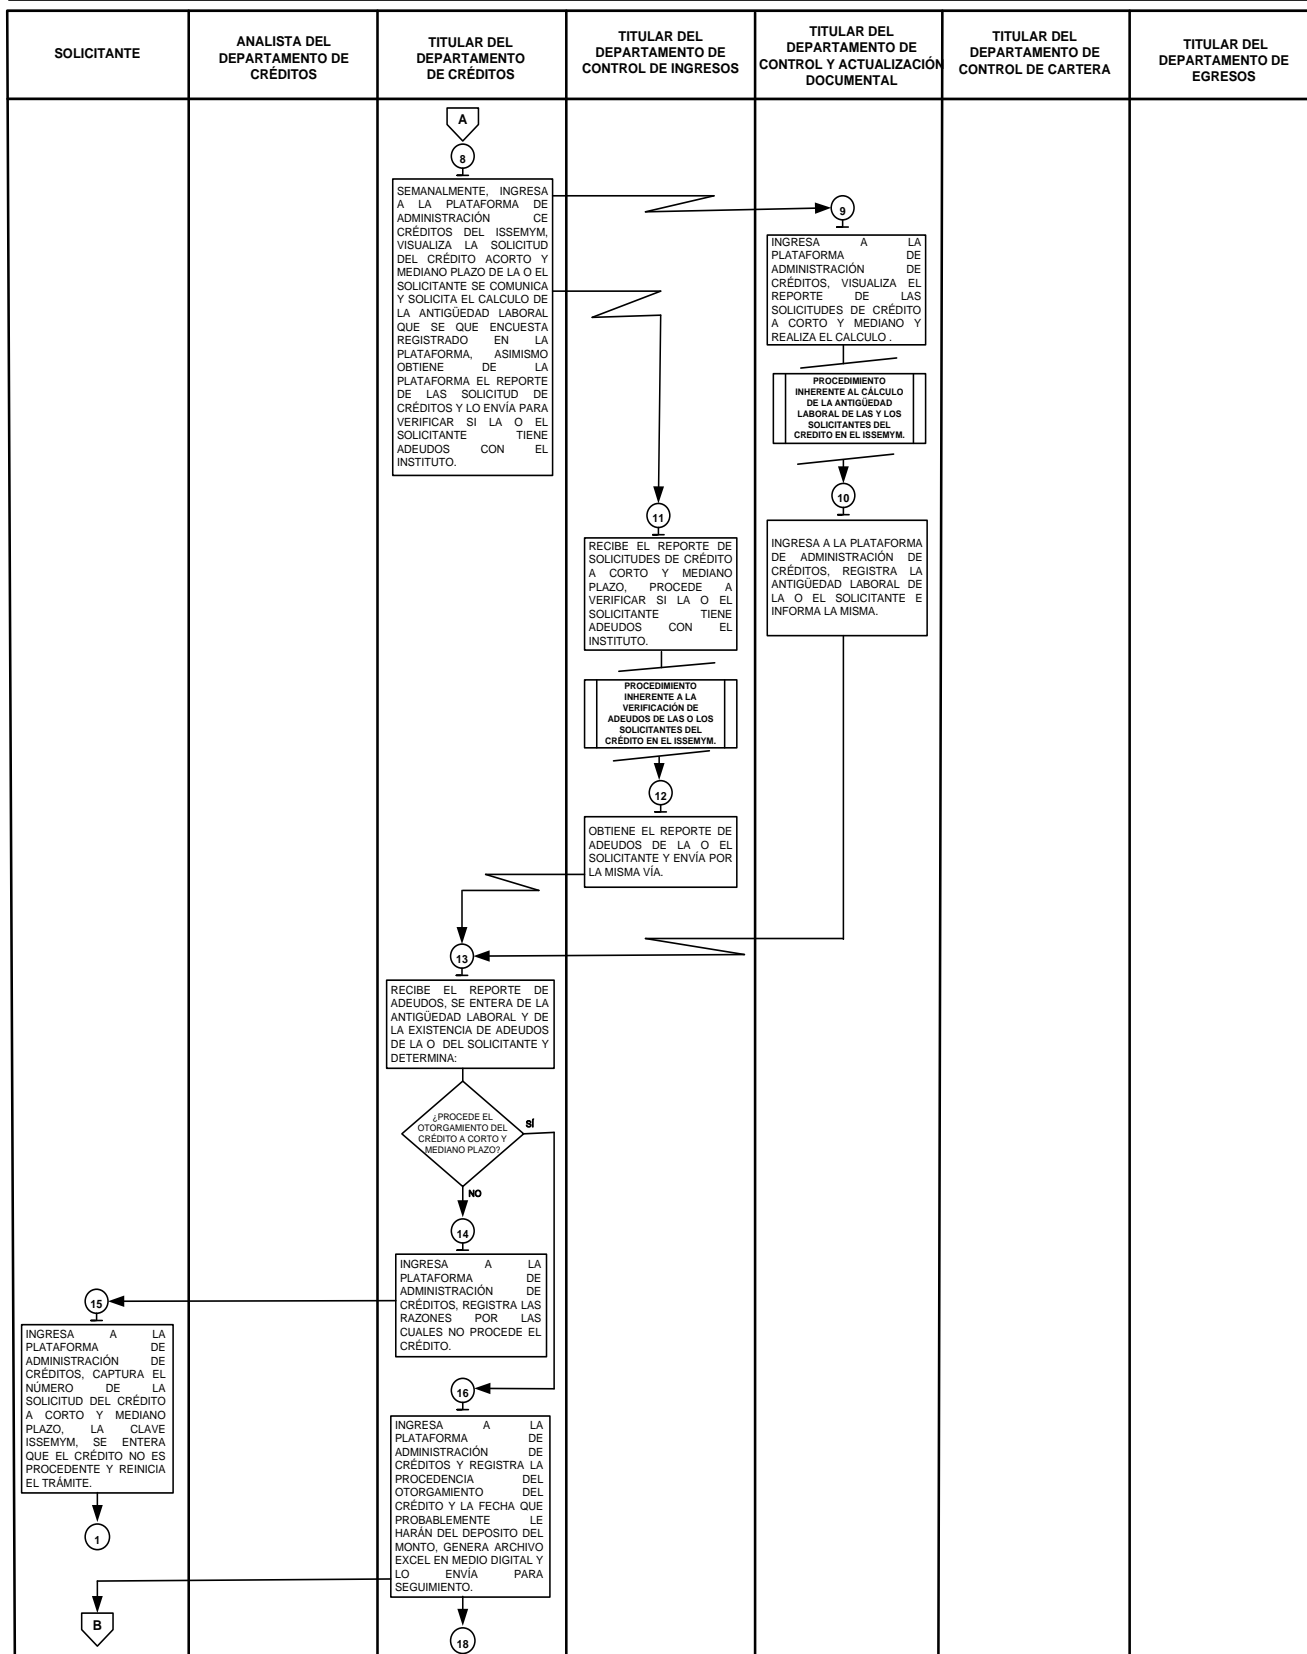 SOLICITANTE
ANALISTA DEL
DEPARTAMENTO DE
CRÉDITOS
TITULAR DEL
DEPARTAMENTO
DE CRÉDITOS
TITULAR DEL
DEPARTAMENTO DE
CONTROL DE INGRESOS
TITULAR DEL
DEPARTAMENTO DE
CONTROL Y ACTUALIZACIÓN
DOCUMENTAL
TITULAR DEL
DEPARTAMENTO DE
CONTROL DE CARTERA
TITULAR DEL
DEPARTAMENTO DE
EGRESOS
A
8
SEMANALMENTE, INGRESA
A LA PLATAFORMA DE
ADMINISTRACIÓN CE
CRÉDITOS DEL ISSEMYM,
VISUALIZA LA SOLICITUD
DEL CRÉDITO ACORTO Y
MEDIANO PLAZO DE LA O EL
SOLICITANTE SE COMUNICA
Y SOLICITA EL CALCULO DE
LA ANTIGÜEDAD LABORAL
QUE SE QUE ENCUESTA
REGISTRADO EN LA
PLATAFORMA, ASIMISMO
OBTIENE DE LA
PLATAFORMA EL REPORTE
DE LAS SOLICITUD DE
CRÉDITOS Y LO ENVÍA PARA
VERIFICAR SI LA O EL
SOLICITANTE TIENE
ADEUDOS CON EL
INSTITUTO.
9
INGRESA A LA
PLATAFORMA DE
ADMINISTRACIÓN DE
CRÉDITOS, VISUALIZA EL
REPORTE DE LAS
SOLICITUDES DE CRÉDITO
A CORTO Y MEDIANO Y
REALIZA EL CALCULO .
PROCEDIMIENTO
INHERENTE AL CÁLCULO
DE LA ANTIGÜEDAD
LABORAL DE LAS Y LOS
SOLICITANTES DEL
CREDITO EN EL ISSEMYM.
10
INGRESA A LA PLATAFORMA
DE ADMINISTRACIÓN DE
CRÉDITOS, REGISTRA LA
ANTIGÜEDAD LABORAL DE
LA O EL SOLICITANTE E
INFORMA LA MISMA.
11
RECIBE EL REPORTE DE
SOLICITUDES DE CRÉDITO
A CORTO Y MEDIANO
PLAZO, PROCEDE A
VERIFICAR SI LA O EL
SOLICITANTE TIENE
ADEUDOS CON EL
INSTITUTO.
PROCEDIMIENTO
INHERENTE A LA
VERIFICACIÓN DE
ADEUDOS DE LAS O LOS
SOLICITANTES DEL
CRÉDITO EN EL ISSEMYM.
12
OBTIENE EL REPORTE DE
ADEUDOS DE LA O EL
SOLICITANTE Y ENVÍA POR
LA MISMA VÍA.
13
RECIBE EL REPORTE DE
ADEUDOS, SE ENTERA DE LA
ANTIGÜEDAD LABORAL Y DE
LA EXISTENCIA DE ADEUDOS
DE LA O DEL SOLICITANTE Y
DETERMINA:
¿PROCEDE EL
OTORGAMIENTO DEL
CRÉDITO A CORTO Y
MEDIANO PLAZO?
SÍ
NO
14
INGRESA A LA
PLATAFORMA DE
ADMINISTRACIÓN DE
CRÉDITOS, REGISTRA LAS
RAZONES POR LAS
CUALES NO PROCEDE EL
CRÉDITO.
15
INGRESA A LA
PLATAFORMA DE
ADMINISTRACIÓN DE
CRÉDITOS, CAPTURA EL
NÚMERO DE LA
SOLICITUD DEL CRÉDITO
A CORTO Y MEDIANO
PLAZO, LA CLAVE
ISSEMYM, SE ENTERA
QUE EL CRÉDITO NO ES
PROCEDENTE Y REINICIA
EL TRÁMITE.
1
16
INGRESA A LA
PLATAFORMA DE
ADMINISTRACIÓN DE
CRÉDITOS Y REGISTRA LA
PROCEDENCIA DEL
OTORGAMIENTO DEL
CRÉDITO Y LA FECHA QUE
PROBABLEMENTE LE
HARÁN DEL DEPOSITO DEL
MONTO, GENERA ARCHIVO
EXCEL EN MEDIO DIGITAL Y
LO ENVÍA PARA
SEGUIMIENTO.
B
18